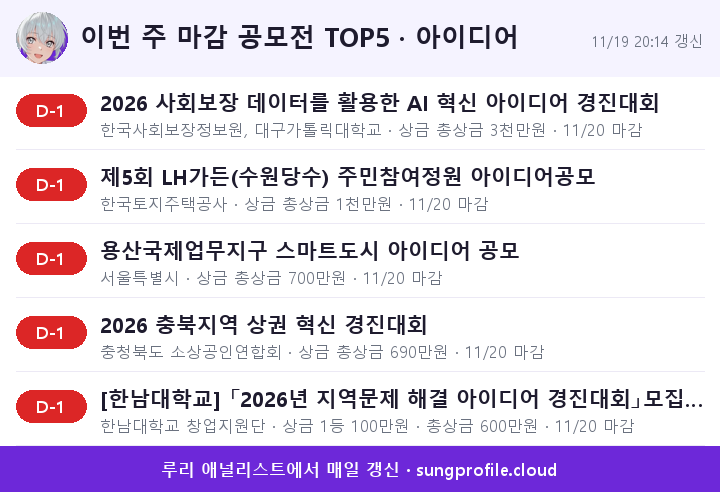 이번 주 마감 공모전 TOP5 · 아이디어
11/19 20:14 갱신
D-1
2026 사회보장 데이터를 활용한 AI 혁신 아이디어 경진대회
한국사회보장정보원, 대구가톨릭대학교 · 상금 총상금 3천만원 · 11/20 마감
D-1
제5회 LH가든(수원당수) 주민참여정원 아이디어공모
한국토지주택공사 · 상금 총상금 1천만원 · 11/20 마감
D-1
용산국제업무지구 스마트도시 아이디어 공모
서울특별시 · 상금 총상금 700만원 · 11/20 마감
D-1
2026 충북지역 상권 혁신 경진대회
충청북도 소상공인연합회 · 상금 총상금 690만원 · 11/20 마감
D-1
[한남대학교] 「2026년 지역문제 해결 아이디어 경진대회」모집...
한남대학교 창업지원단 · 상금 1등 100만원 · 총상금 600만원 · 11/20 마감
루리 애널리스트에서 매일 갱신 · sungprofile.cloud